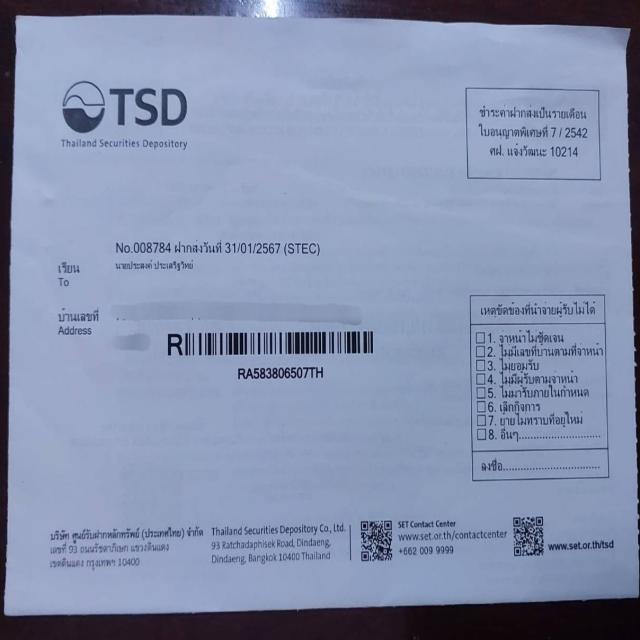 TSD
Thailand Securities Depository
ชำระค่าฝากส่งเป็นรายเดือน
ใบอนุญาตพิเศษที่ 7 / 2542
ศฝ. แจ้งวัฒนะ 10214
No.008784 ฝากส่งวันที่ 31/01/2567 (STEC)
เรียน นายประสงค์ ประเสริฐวิทย์
To
บ้านเลขที่
Address
R
RA583806507TH
เหตุขัดข้องที่นำจ่ายผู้รับไม่ได้
1. จ่าหน้าไม่ชัดเจน
2. ไม่มีเลขที่บ้านตามที่จ่าหน้า
3. ไม่ยอมรับ
4. ไม่มีผู้รับตามจ่าหน้า
5. ไม่มารับภายในกำหนด
6. เลิกกิจการ
7. ย้ายไม่ทราบที่อยู่ใหม่
8. อื่นๆ......................
ลงชื่อ..........................
บริษัท ศูนย์รับฝากหลักทรัพย์ (ประเทศไทย) จำกัด
เลขที่ 93 ถนนรัชดาภิเษก แขวงดินแดง
เขตดินแดง กรุงเทพฯ 10400
Thailand Securities Depository Co., Ltd.
93 Ratchadaphisek Road, Dindaeng,
Dindaeng, Bangkok 10400 Thailand
SET Contact Center
www.set.or.th/contactcenter
+662 009 9999
www.set.or.th/tsd